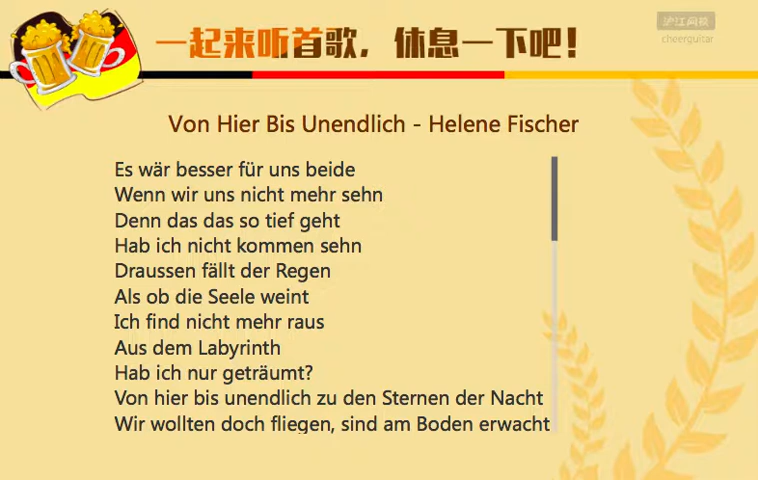 一起来听首歌，休息一下吧！
沪江网校
cheerguitar
Von Hier Bis Unendlich - Helene Fischer
Es wär besser für uns beide
Wenn wir uns nicht mehr sehn
Denn das das so tief geht
Hab ich nicht kommen sehn
Draussen fällt der Regen
Als ob die Seele weint
Ich find nicht mehr raus
Aus dem Labyrinth
Hab ich nur geträumt?
Von hier bis unendlich zu den Sternen der Nacht
Wir wollten doch fliegen, sind am Boden erwacht